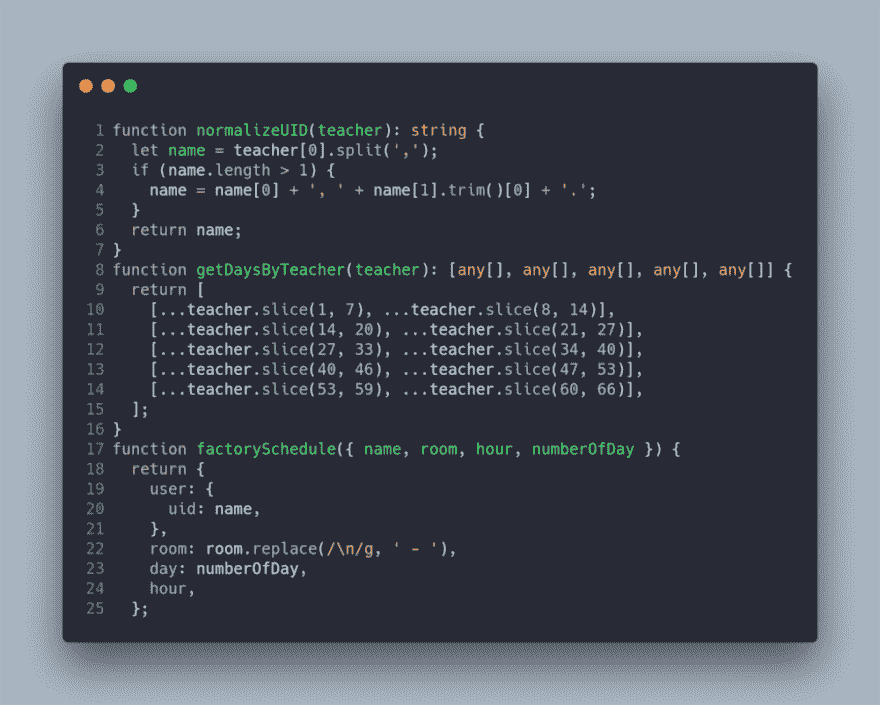 1 function normalizeUID(teacher): string {
2   let name = teacher[0].split(',');
3   if (name.length > 1) {
4     name = name[0] + ', ' + name[1].trim()[0] + '.';
5   }
6   return name;
7 }
8 function getDaysByTeacher(teacher): [any[], any[], any[], any[], any[]] {
9   return [
10     [...teacher.slice(1, 7), ...teacher.slice(8, 14)],
11     [...teacher.slice(14, 20), ...teacher.slice(21, 27)],
12     [...teacher.slice(27, 33), ...teacher.slice(34, 40)],
13     [...teacher.slice(40, 46), ...teacher.slice(47, 53)],
14     [...teacher.slice(53, 59), ...teacher.slice(60, 66)],
15   ];
16 }
17 function factorySchedule({ name, room, hour, numberOfDay }) {
18   return {
19     user: {
20       uid: name,
21     },
22     room: room.replace(/\n/g, ' - '),
23     day: numberOfDay,
24     hour,
25   };